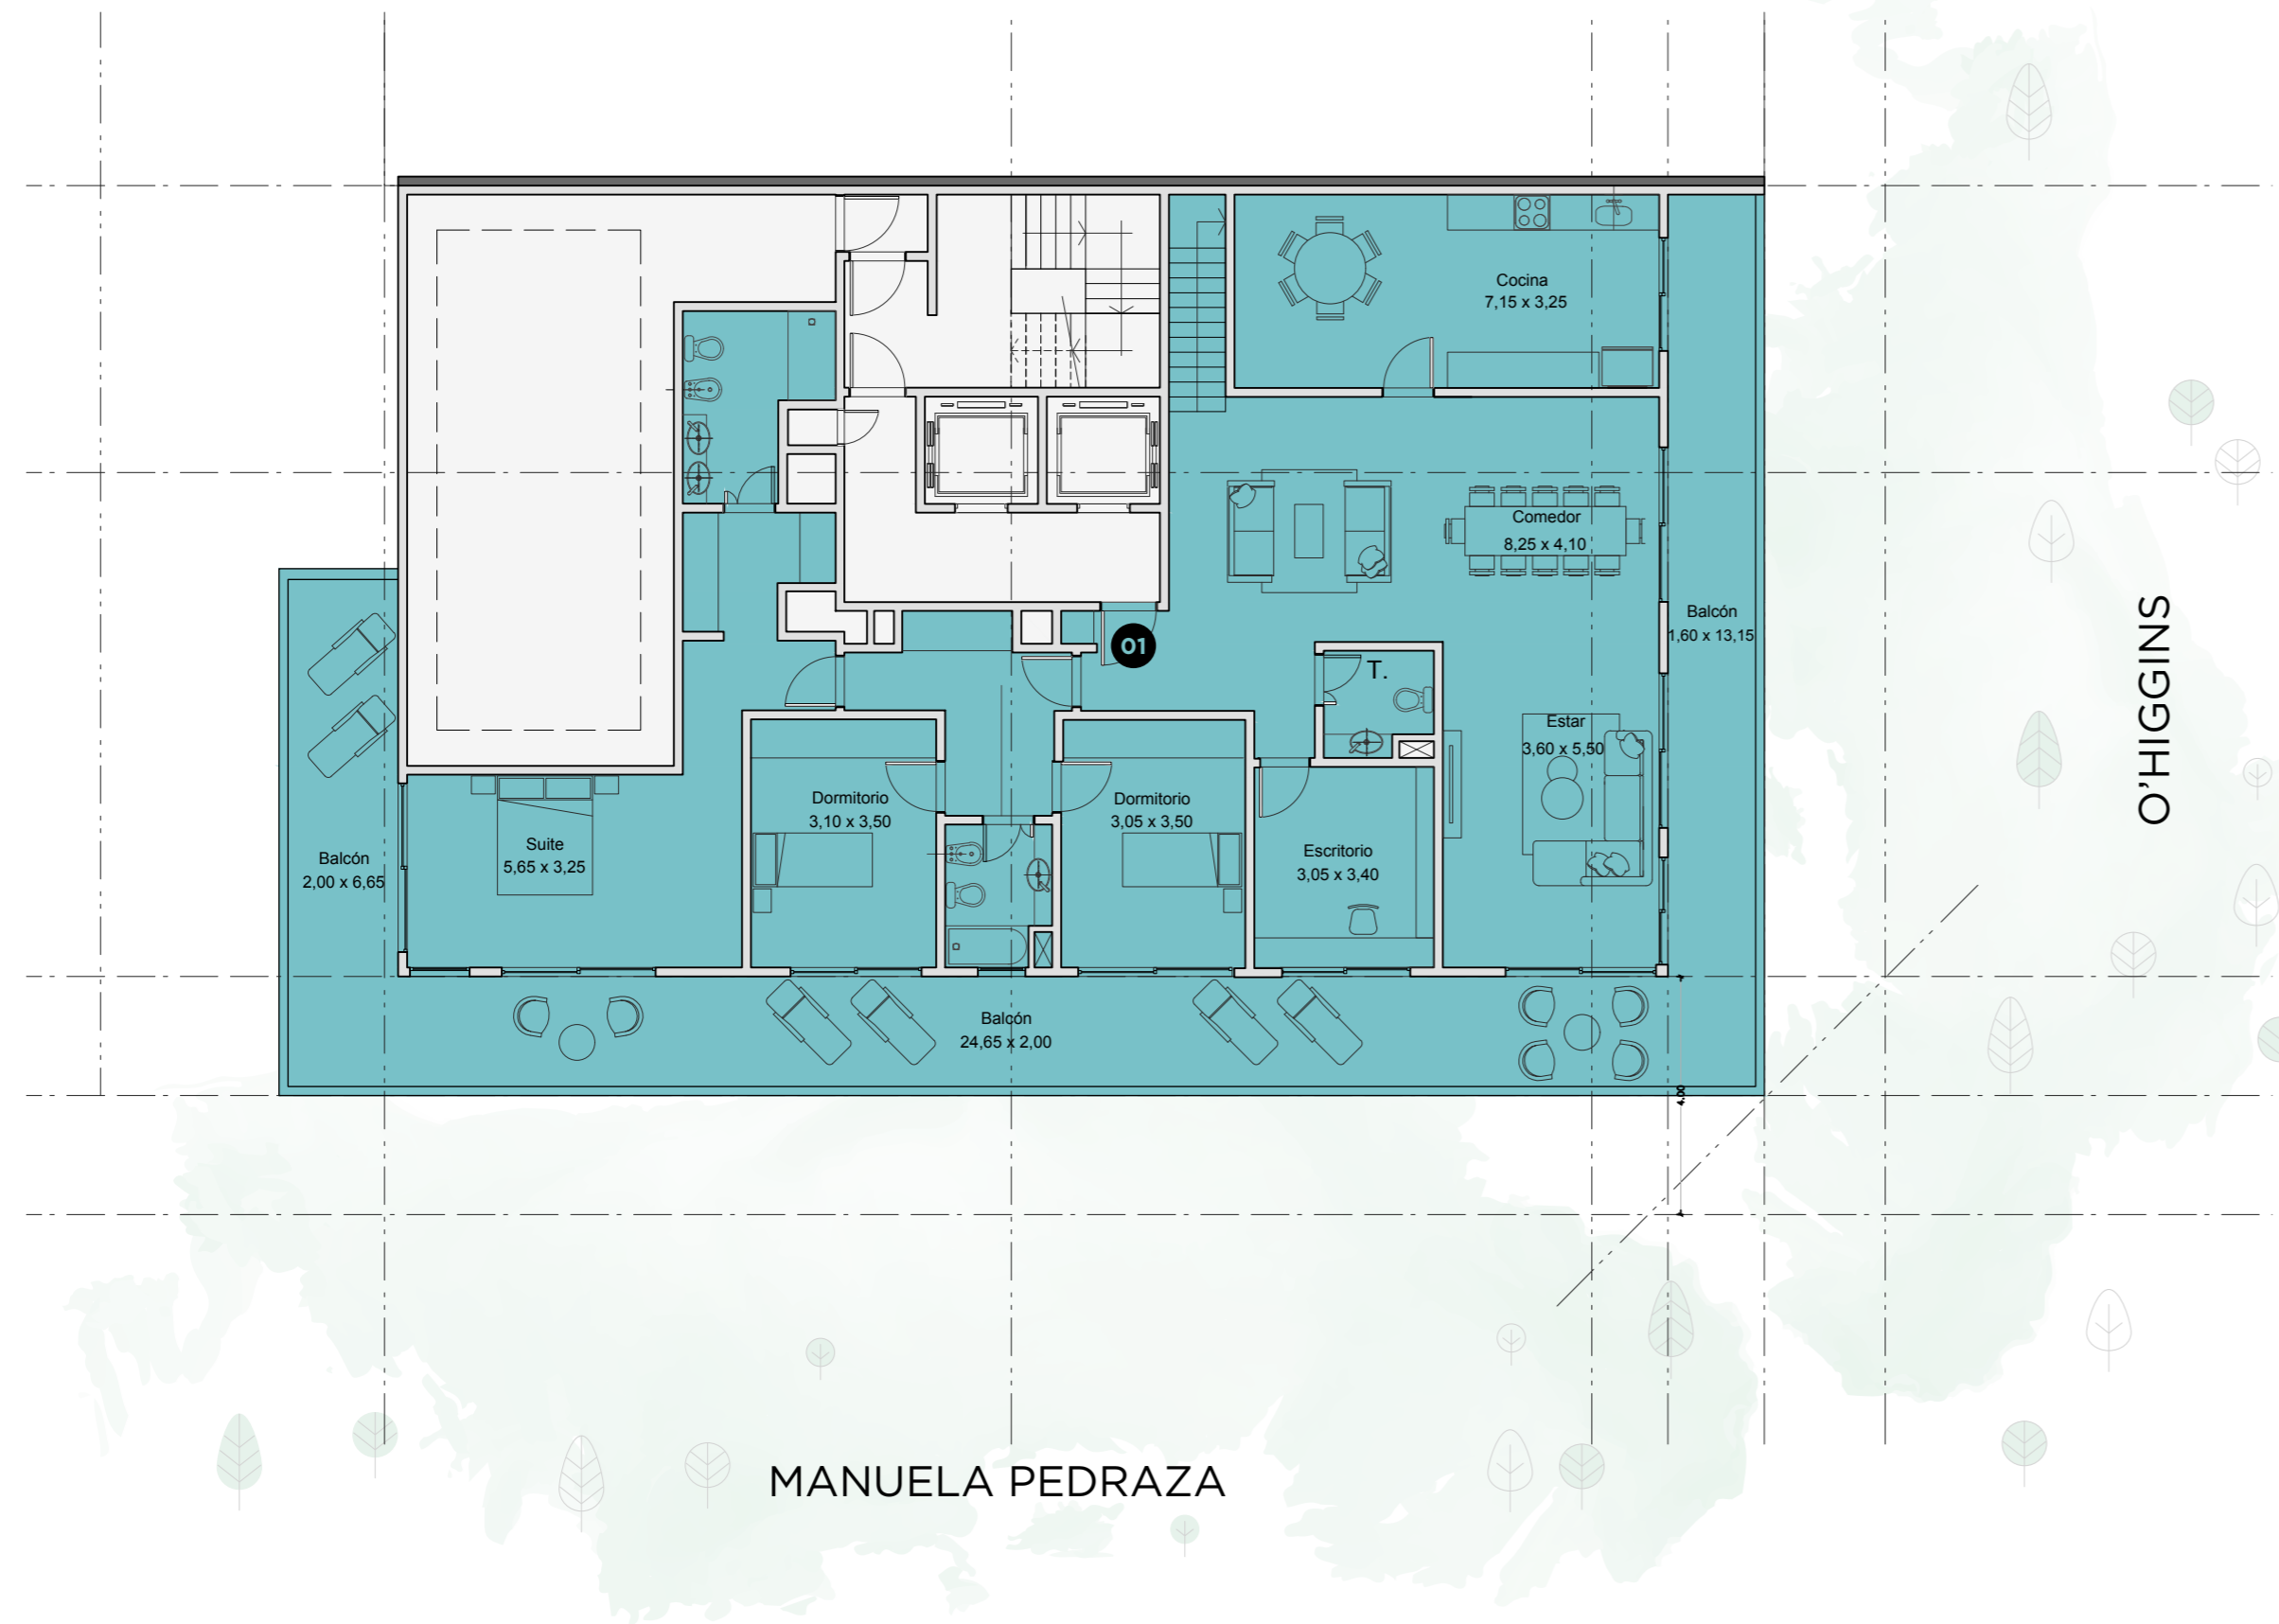 Cocina
7,15 x 3,25
Comedor
8,25 x 4,10
Balcón
1,60 x 13,15
O'HIGGINS
01
T.
Estar
3,60 x 5,50
Dormitorio
3,10 x 3,50
Dormitorio
3,05 x 3,50
Suite
5,65 x 3,25
Escritorio
3,05 x 3,40
Balcón
2,00 x 6,65
Balcón
24,65 x 2,00
4.00
MANUELA PEDRAZA